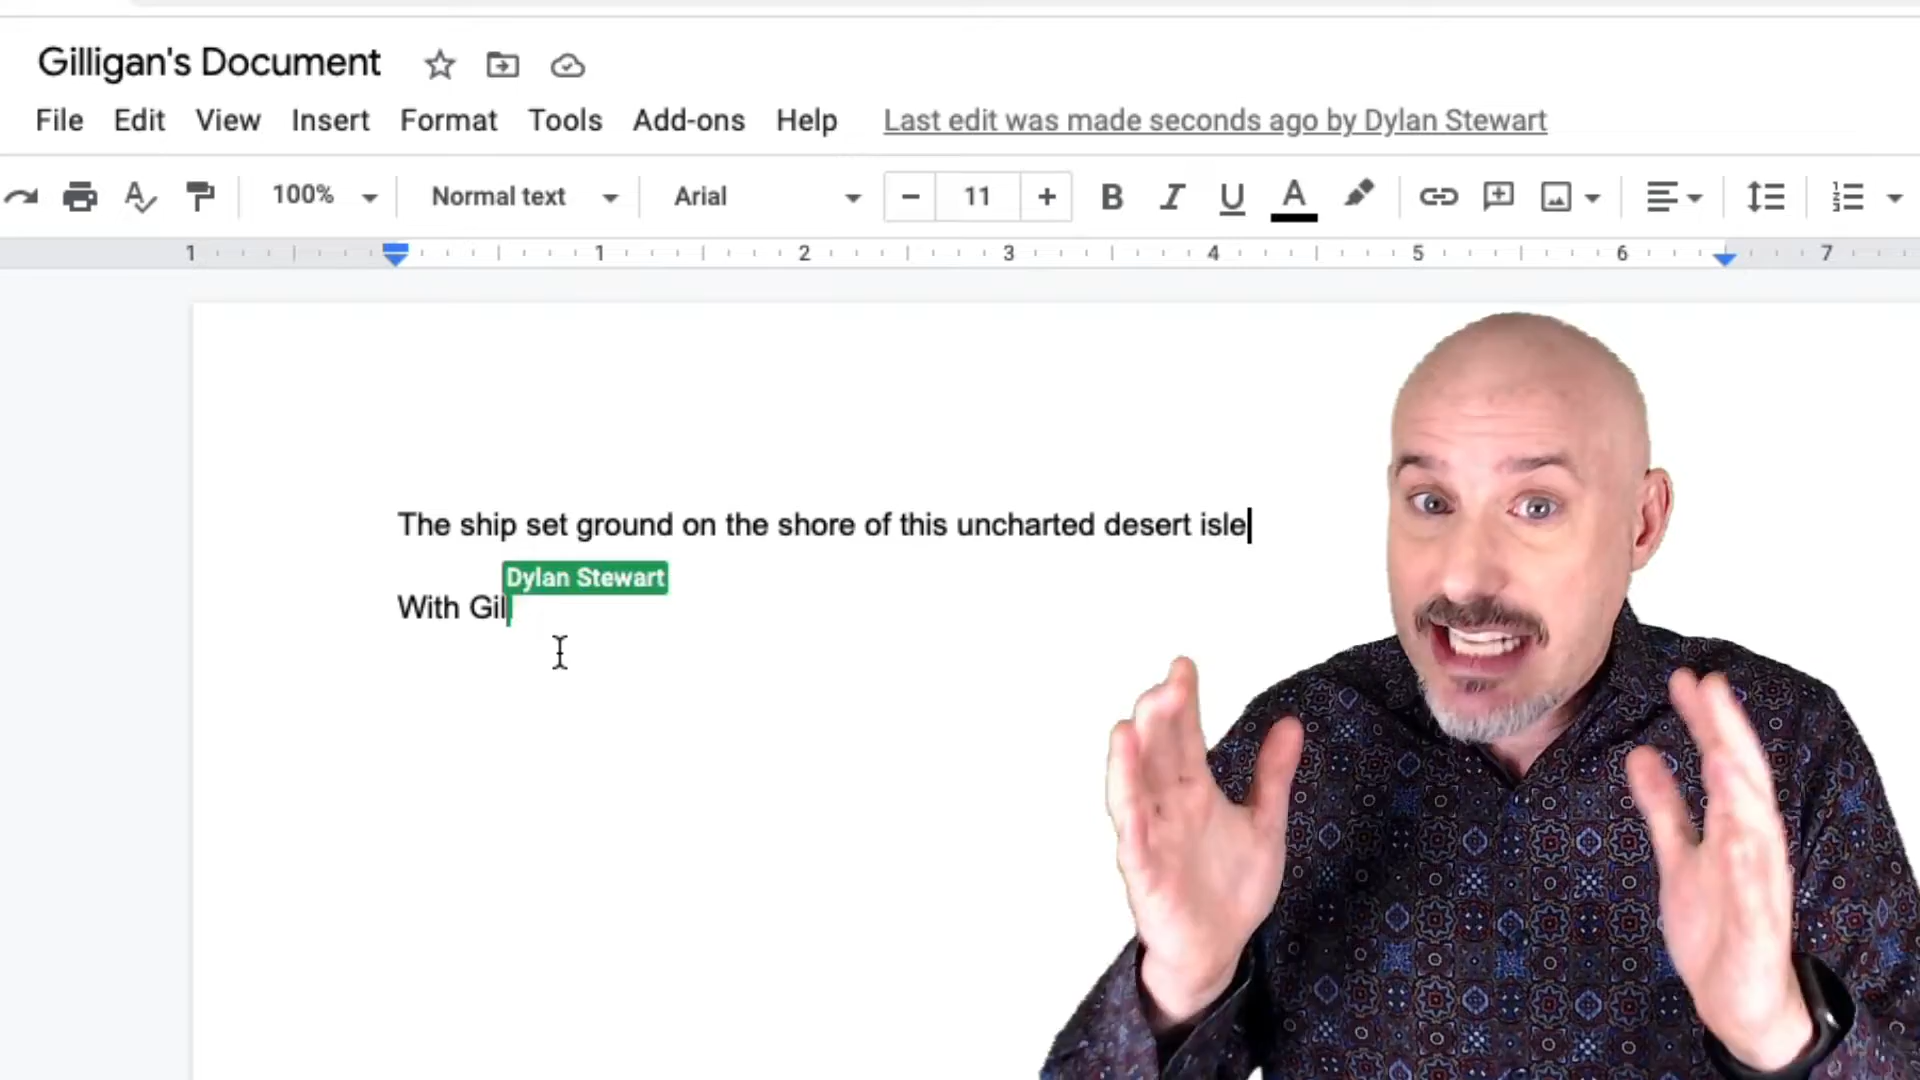 Gilligan's Document
File Edit View Insert Format Tools Add-ons Help Last edit was made seconds ago by Dylan Stewart
100% Normal text Arial 11 B I U A
1 1 2 3 4 5 6 7
The ship set ground on the shore of this uncharted desert isle
Dylan Stewart
With Gil